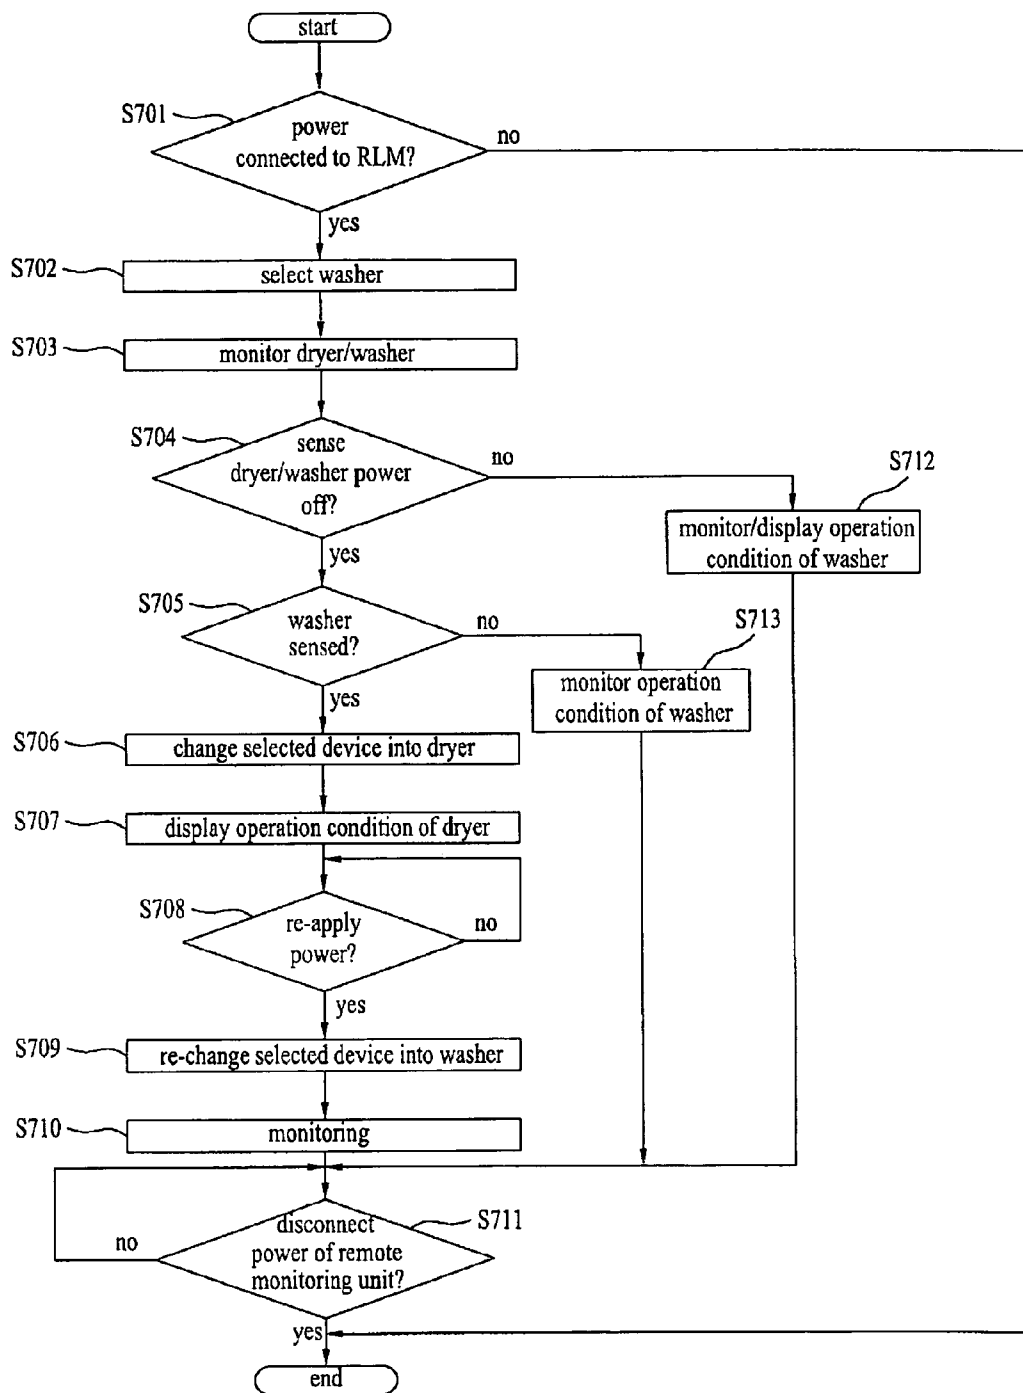 start
S701
power
connected to RLM?
no
yes
S702
select washer
S703
monitor dryer/washer
S704
sense
dryer/washer power
off?
no
yes
S712
monitor/display operation
condition of washer
S705
washer
sensed?
no
yes
S713
monitor operation
condition of washer
S706
change selected device into dryer
S707
display operation condition of dryer
S708
re-apply
power?
no
yes
S709
re-change selected device into washer
S710
monitoring
S711
disconnect
power of remote
monitoring unit?
no
yes
end